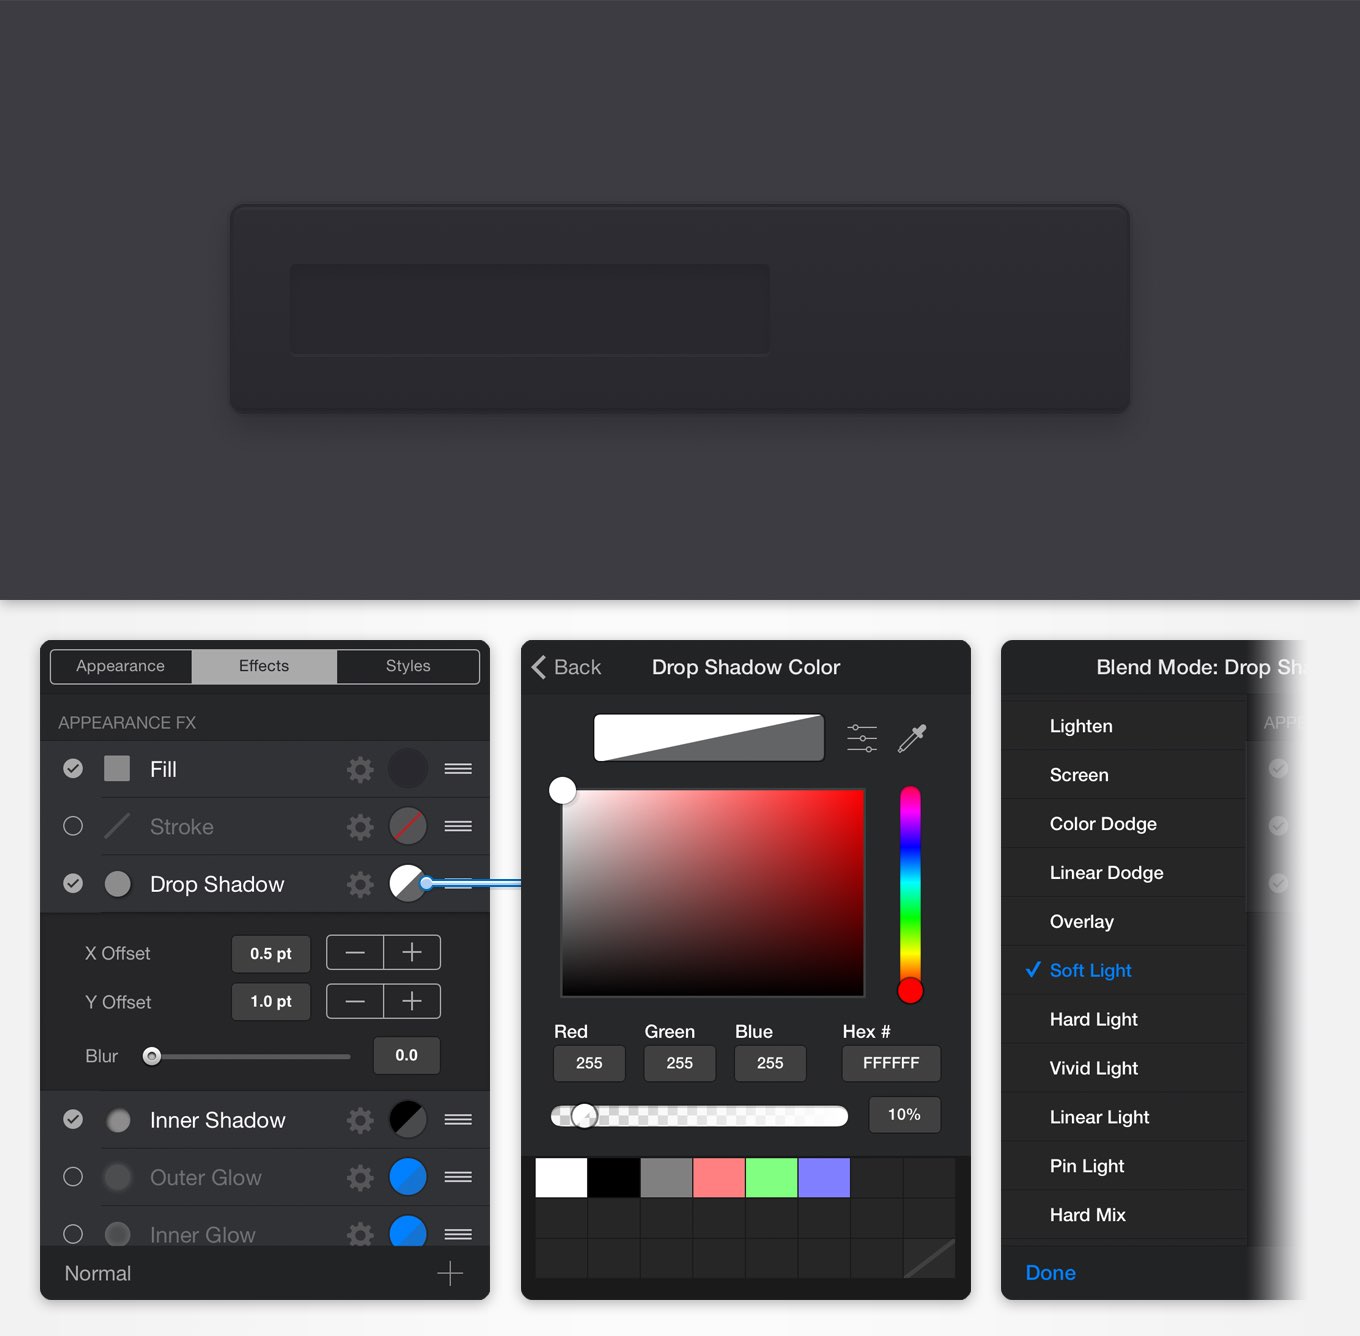 Appearance Effects Styles
APPEARANCE FX
Fill
Stroke
Drop Shadow
X Offset 0.5 pt
Y Offset 1.0 pt
Blur 0.0
Inner Shadow
Outer Glow
Inner Glow
Normal
Back Drop Shadow Color
Red Green Blue Hex #
255 255 255 FFFFFF
10%
Blend Mode: Drop Sha
APPE
Lighten
Screen
Color Dodge
Linear Dodge
Overlay
Soft Light
Hard Light
Vivid Light
Linear Light
Pin Light
Hard Mix
Done